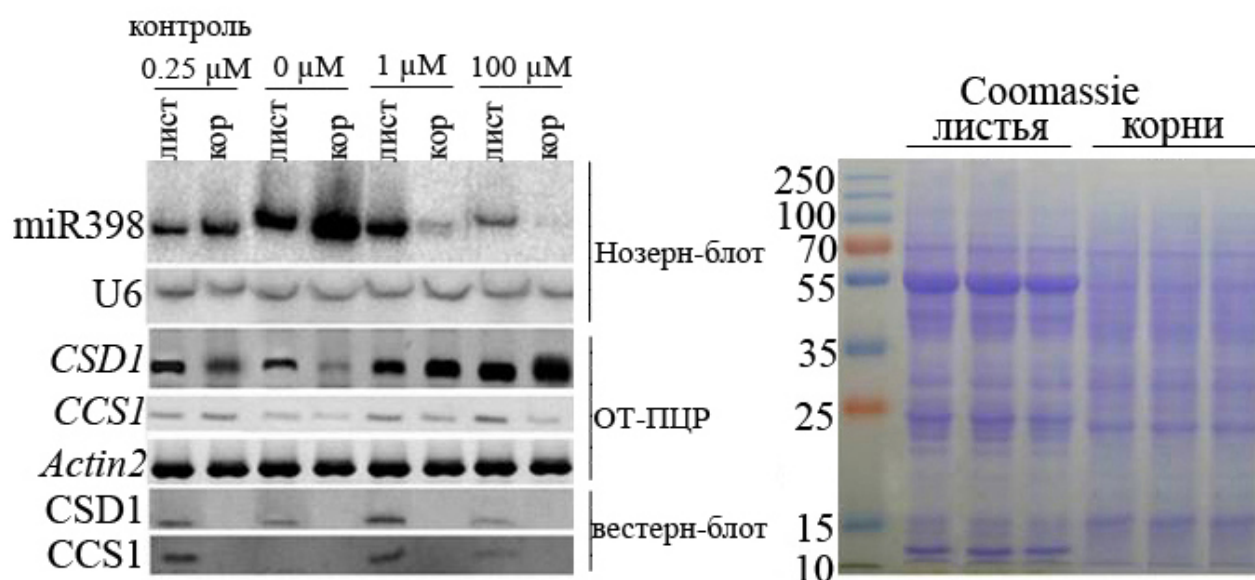 контроль
0.25 μM 0 μM 1 μM 100 μM
лист кор лист кор лист кор лист кор
miR398
U6
Нозерн-блот
CSD1
CCS1
Actin2
ОТ-ПЦР
CSD1
CCS1
вестерн-блот
Coomassie
листья корни
250
100
70
55
35
25
15
10